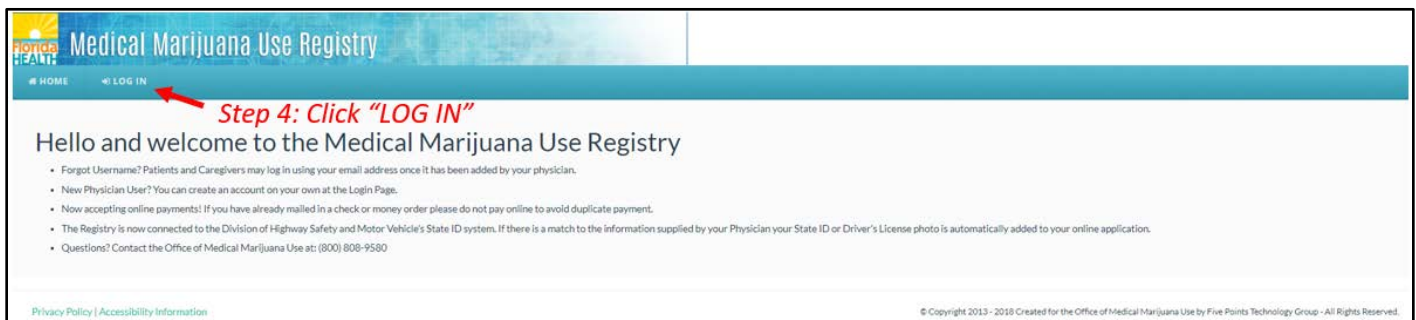 Florida
HEALTH
Medical Marijuana Use Registry
HOME LOG IN
Step 4: Click “LOG IN”
Hello and welcome to the Medical Marijuana Use Registry
• Forgot Username? Patients and Caregivers may log in using your email address once it has been added by your physician.
• New Physician User? You can create an account on your own at the Login Page.
• Now accepting online payments! If you have already mailed in a check or money order please do not pay online to avoid duplicate payment.
• The Registry is now connected to the Division of Highway Safety and Motor Vehicle's State ID system. If there is a match to the information supplied by your Physician your State ID or Driver's License photo is automatically added to your online application.
• Questions? Contact the Office of Medical Marijuana Use at: (800) 808-9580
Privacy Policy | Accessibility Information
© Copyright 2013 - 2018 Created for the Office of Medical Marijuana Use by Five Points Technology Group - All Rights Reserved.